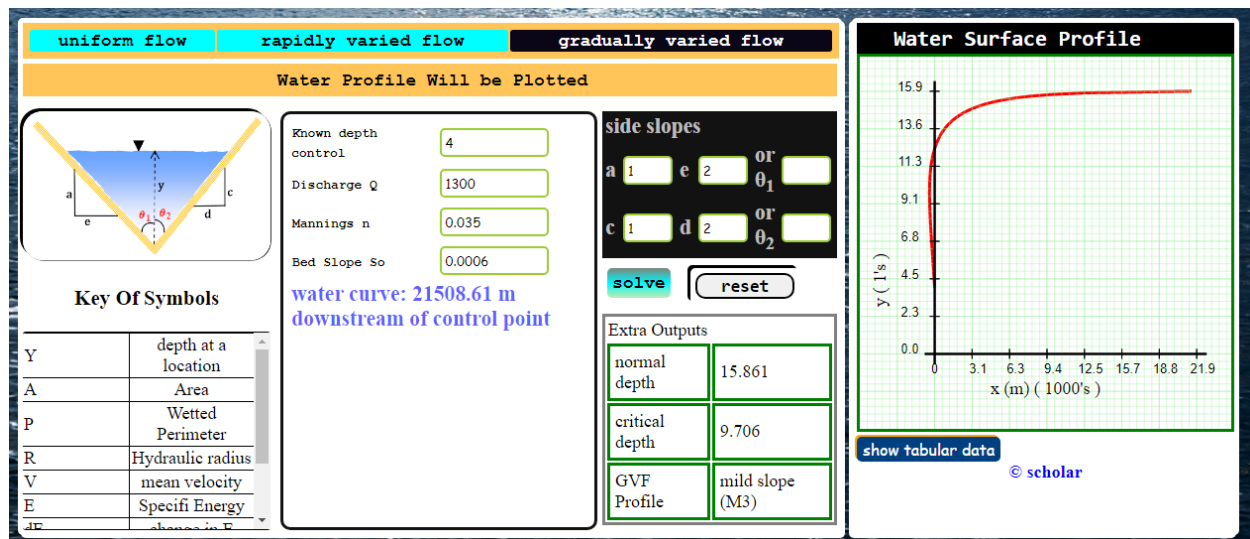 uniform flow
rapidly varied flow
gradually varied flow
Water Profile Will be Plotted
a
e
y
θ1
θ2
c
d
Key Of Symbols
Y depth at a location
A Area
P Wetted Perimeter
R Hydraulic radius
V mean velocity
E Specifi Energy
dE change in E
Known depth
control
4
Discharge Q 1300
Mannings n 0.035
Bed Slope So 0.0006
water curve: 21508.61 m
downstream of control point
side slopes
a 1 e 2 or θ1
c 1 d 2 or θ2
solve
reset
Extra Outputs
normal
depth
15.861
critical
depth
9.706
GVF
Profile
mild slope
(M3)
Water Surface Profile
15.9
13.6
11.3
9.1
6.8
4.5
2.3
0.0
y ( 1's )
0 3.1 6.3 9.4 12.5 15.7 18.8 21.9
x (m) ( 1000's )
show tabular data
© scholar